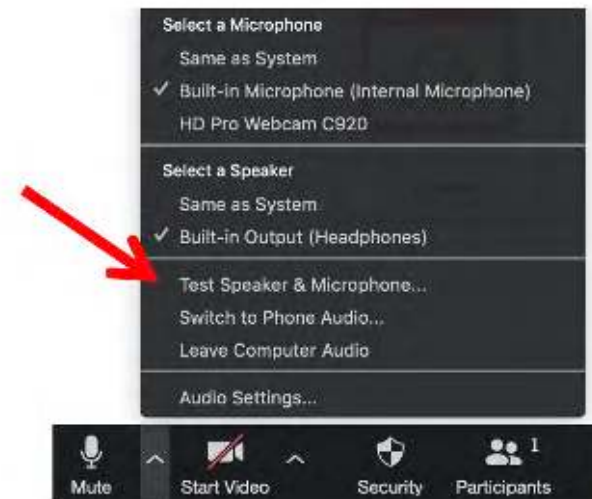 Select a Microphone
Same as System
✓ Built-in Microphone (Internal Microphone)
HD Pro Webcam C920
Select a Speaker
Same as System
✓ Built-in Output (Headphones)
Test Speaker & Microphone...
Switch to Phone Audio...
Leave Computer Audio
Audio Settings...
1
Mute Start Video Security Participants